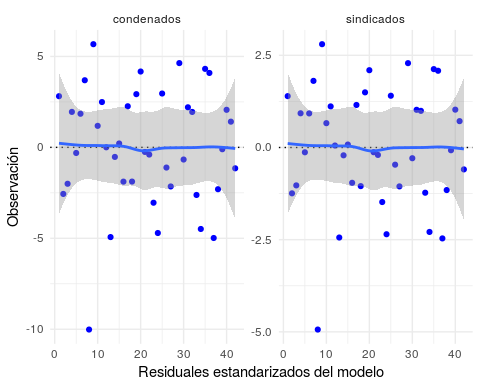 condenados
sindicados
Observación
5
0
-5
-10
2.5
0.0
-2.5
-5.0
0 10 20 30 40
0 10 20 30 40
Residuales estandarizados del modelo